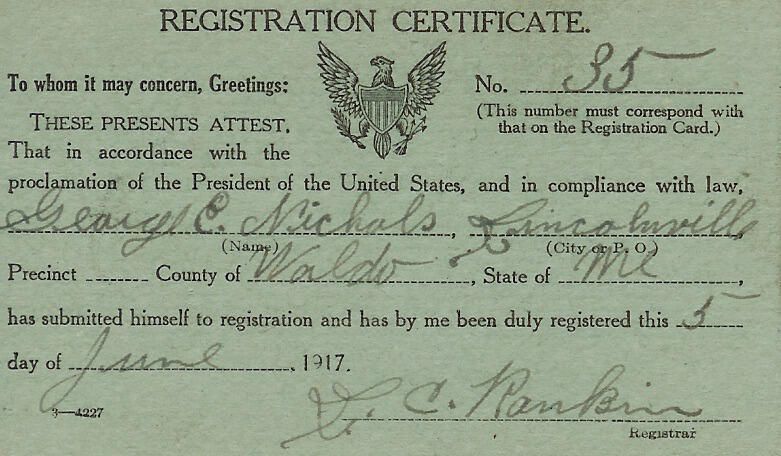 REGISTRATION CERTIFICATE.
To whom it may concern, Greetings:
No. 35
(This number must correspond with
that on the Registration Card.)
THESE PRESENTS ATTEST,
That in accordance with the
proclamation of the President of the United States, and in compliance with law,
George E. Nichols, Lincolnville,
(Name) (City or P. O.)
Precinct County of Waldo, State of Me,
has submitted himself to registration and has by me been duly registered this 5
day of June, 1917.
3—4227
C. Rankin
Registrar